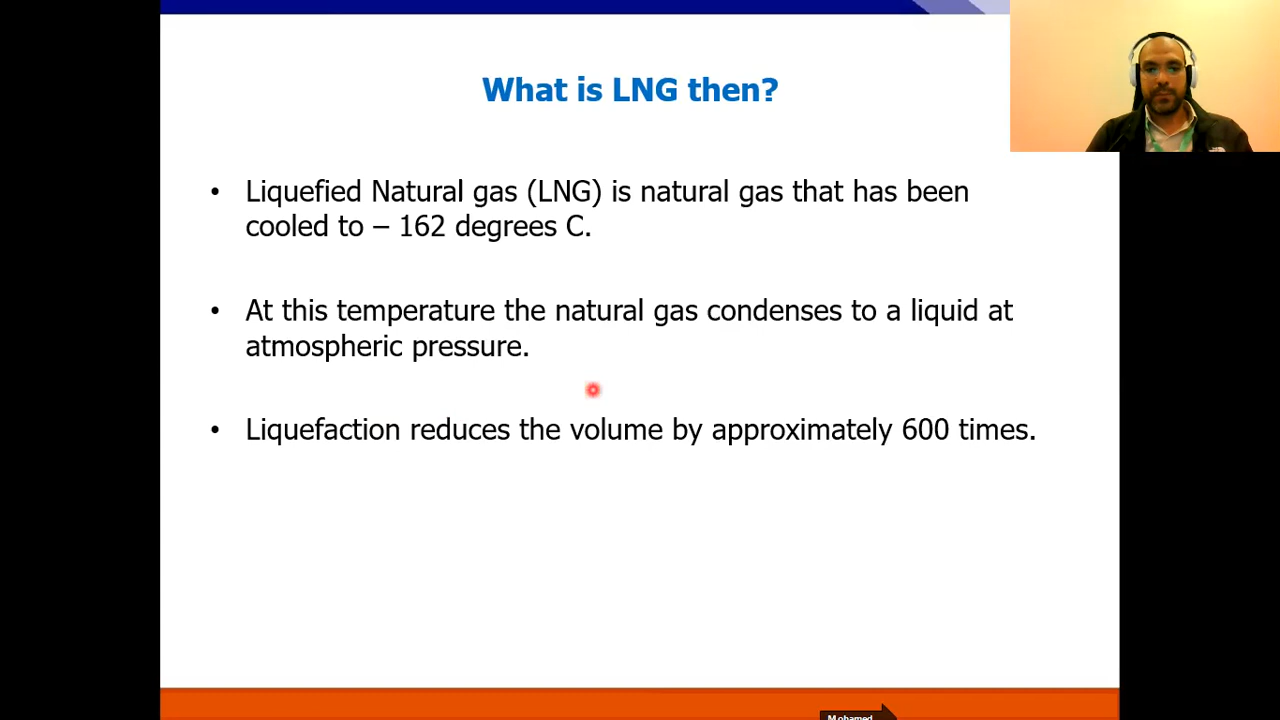 What is LNG then?
• Liquefied Natural gas (LNG) is natural gas that has been
cooled to – 162 degrees C.
• At this temperature the natural gas condenses to a liquid at
atmospheric pressure.
• Liquefaction reduces the volume by approximately 600 times.
Mohamed